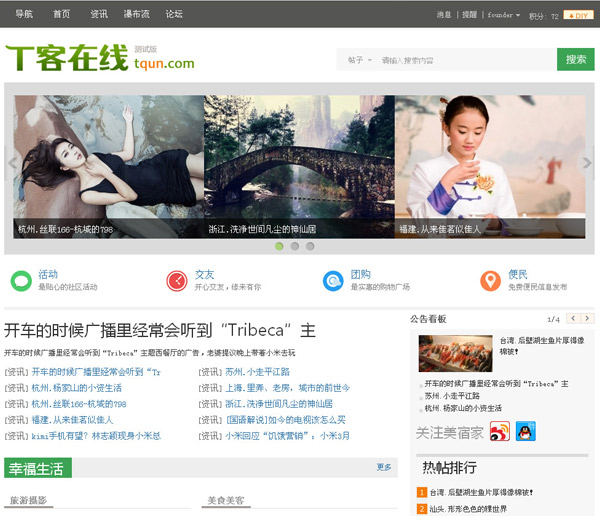 导航 首页 资讯 瀑布流 论坛 消息 | 提醒 | founder 积分: 72 DIY
T客在线 测试版
tqun.com
帖子 请输入搜索内容 搜索
杭州.丝联166-杭域的798
浙江.洗净世间凡尘的神仙居
福建.从来佳茗似佳人
活动
最贴心的社区活动
交友
开心交友,缘来有你
团购
最实惠的购物广场
便民
免费便民信息发布
开车的时候广播里经常会听到“Tribeca”主
开车的时候广播里经常会听到“Tribeca”主题西餐厅的广告,老婆提议晚上带着小米去玩
[资讯] 开车的时候广播里经常会听到“Tr
[资讯] 苏州.小走平江路
[资讯] 杭州.杨家山的小资生活
[资讯] 上海.里弄、老房,城市的前世今
[资讯] 杭州.丝联166-杭域的798
[资讯] 浙江.洗净世间凡尘的神仙居
[资讯] 福建.从来佳茗似佳人
[资讯] [国语解说]如今的电视该怎么买
[资讯] kimi手机有望? 林志颖现身小米总
[资讯] 小米回应“饥饿营销”: 小米3月
幸福生活 更多
旅游摄影
美食美客
公告看板 1/4
台湾.后壁湖生鱼片厚得像棉被!
开车的时候广播里经常会听到“Tribeca”主
苏州.小走平江路
杭州.杨家山的小资生活
关注美宿家
热帖排行
1 台湾.后壁湖生鱼片厚得像棉被!
2 汕头.形形色色的粿世界